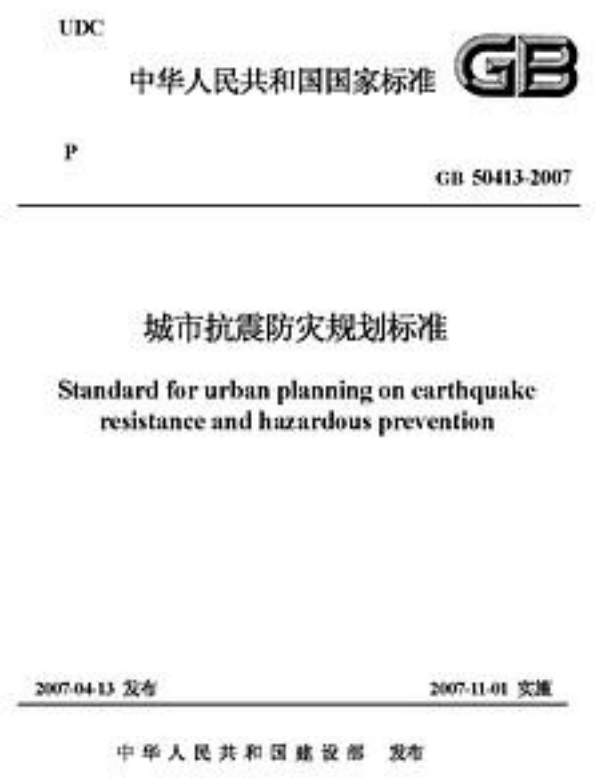 UDC
中华人民共和国国家标准 GB
P
GB 50413-2007
城市抗震防灾规划标准
Standard for urban planning on earthquake
resistance and hazardous prevention
2007-04-13 发布 2007-11-01 实施
中华人民共和国建设部 发布